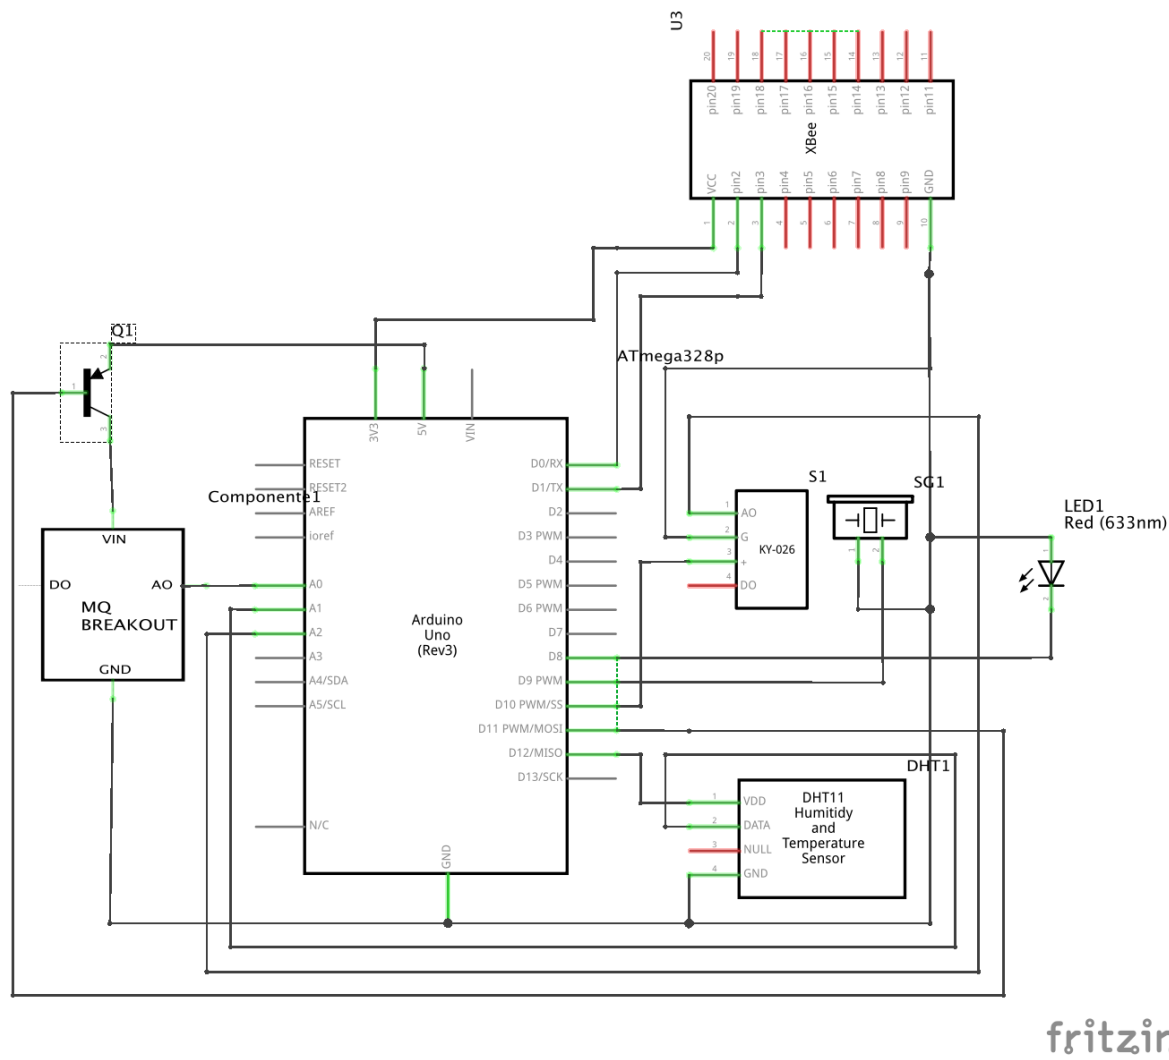 U3
20
19
18
17
16
15
14
13
12
11
pin20
pin19
pin18
pin17
pin16
pin15
pin14
pin13
pin12
pin11
XBee
VCC
pin2
pin3
pin4
pin5
pin6
pin7
pin8
pin9
GND
1
2
3
4
5
6
7
8
9
10
Q1
2
1
3
ATmega328p
3V3
5V
VIN
RESET
RESET2
Componente1
AREF
ioref
A0
A1
A2
A3
A4/SDA
A5/SCL
N/C
Arduino
Uno
(Rev3)
D0/RX
D1/TX
D2
D3 PWM
D4
D5 PWM
D6 PWM
D7
D8
D9 PWM
D10 PWM/SS
D11 PWM/MOSI
D12/MISO
D13/SCK
GND
VIN
DO
AO
MQ
BREAKOUT
GND
S1
1
AO
2
G
3
+
4
DO
KY-026
SG1
1
2
LED1
Red (633nm)
1
2
DHT1
1
VDD
2
DATA
3
NULL
4
GND
DHT11
Humitidy
and
Temperature
Sensor
fritzin